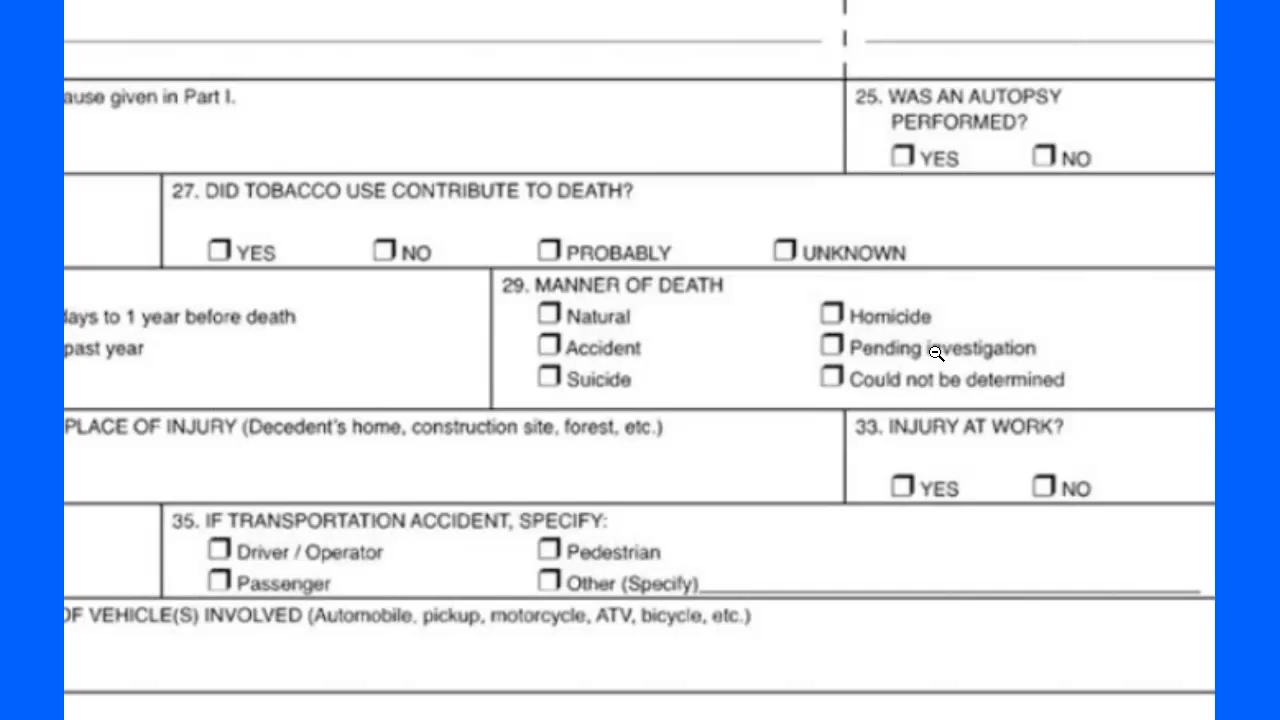 ause given in Part I.
25. WAS AN AUTOPSY
PERFORMED?
YES NO
27. DID TOBACCO USE CONTRIBUTE TO DEATH?
YES NO PROBABLY UNKNOWN
29. MANNER OF DEATH
Natural Homicide
Accident Pending investigation
Suicide Could not be determined
days to 1 year before death
past year
PLACE OF INJURY (Decedent's home, construction site, forest, etc.)
33. INJURY AT WORK?
YES NO
35. IF TRANSPORTATION ACCIDENT, SPECIFY:
Driver / Operator Pedestrian
Passenger Other (Specify)
OF VEHICLE(S) INVOLVED (Automobile, pickup, motorcycle, ATV, bicycle, etc.)